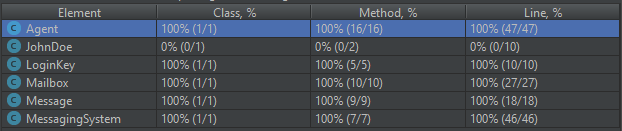 Element Class, % Method, % Line, %
C Agent 100% (1/1) 100% (16/16) 100% (47/47)
C JohnDoe 0% (0/1) 0% (0/2) 0% (0/10)
C LoginKey 100% (1/1) 100% (5/5) 100% (10/10)
C Mailbox 100% (1/1) 100% (10/10) 100% (27/27)
C Message 100% (1/1) 100% (9/9) 100% (18/18)
C MessagingSystem 100% (1/1) 100% (7/7) 100% (46/46)